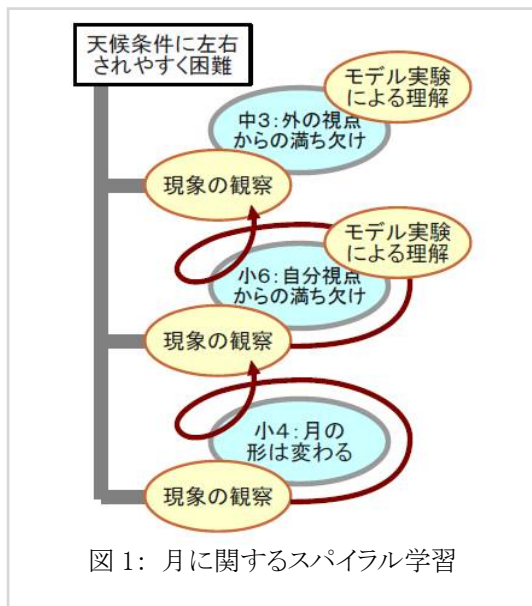 天候条件に左右
されやすく困難
モデル実験
による理解
中3:外の視点
からの満ち欠け
現象の観察
モデル実験
による理解
小6:自分視点
からの満ち欠け
現象の観察
小4:月の
形は変わる
現象の観察
図 1: 月に関するスパイラル学習